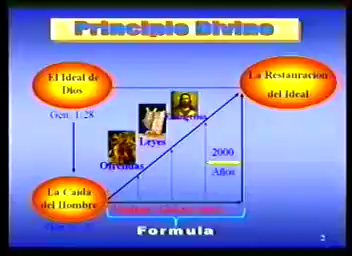 Principio Divino
El Ideal de
Dios
Gen. 1:28
La Restauracion
del Ideal
Leyes
Ofrendas
2000
Años
La Caída
del Hombre
Formula
2